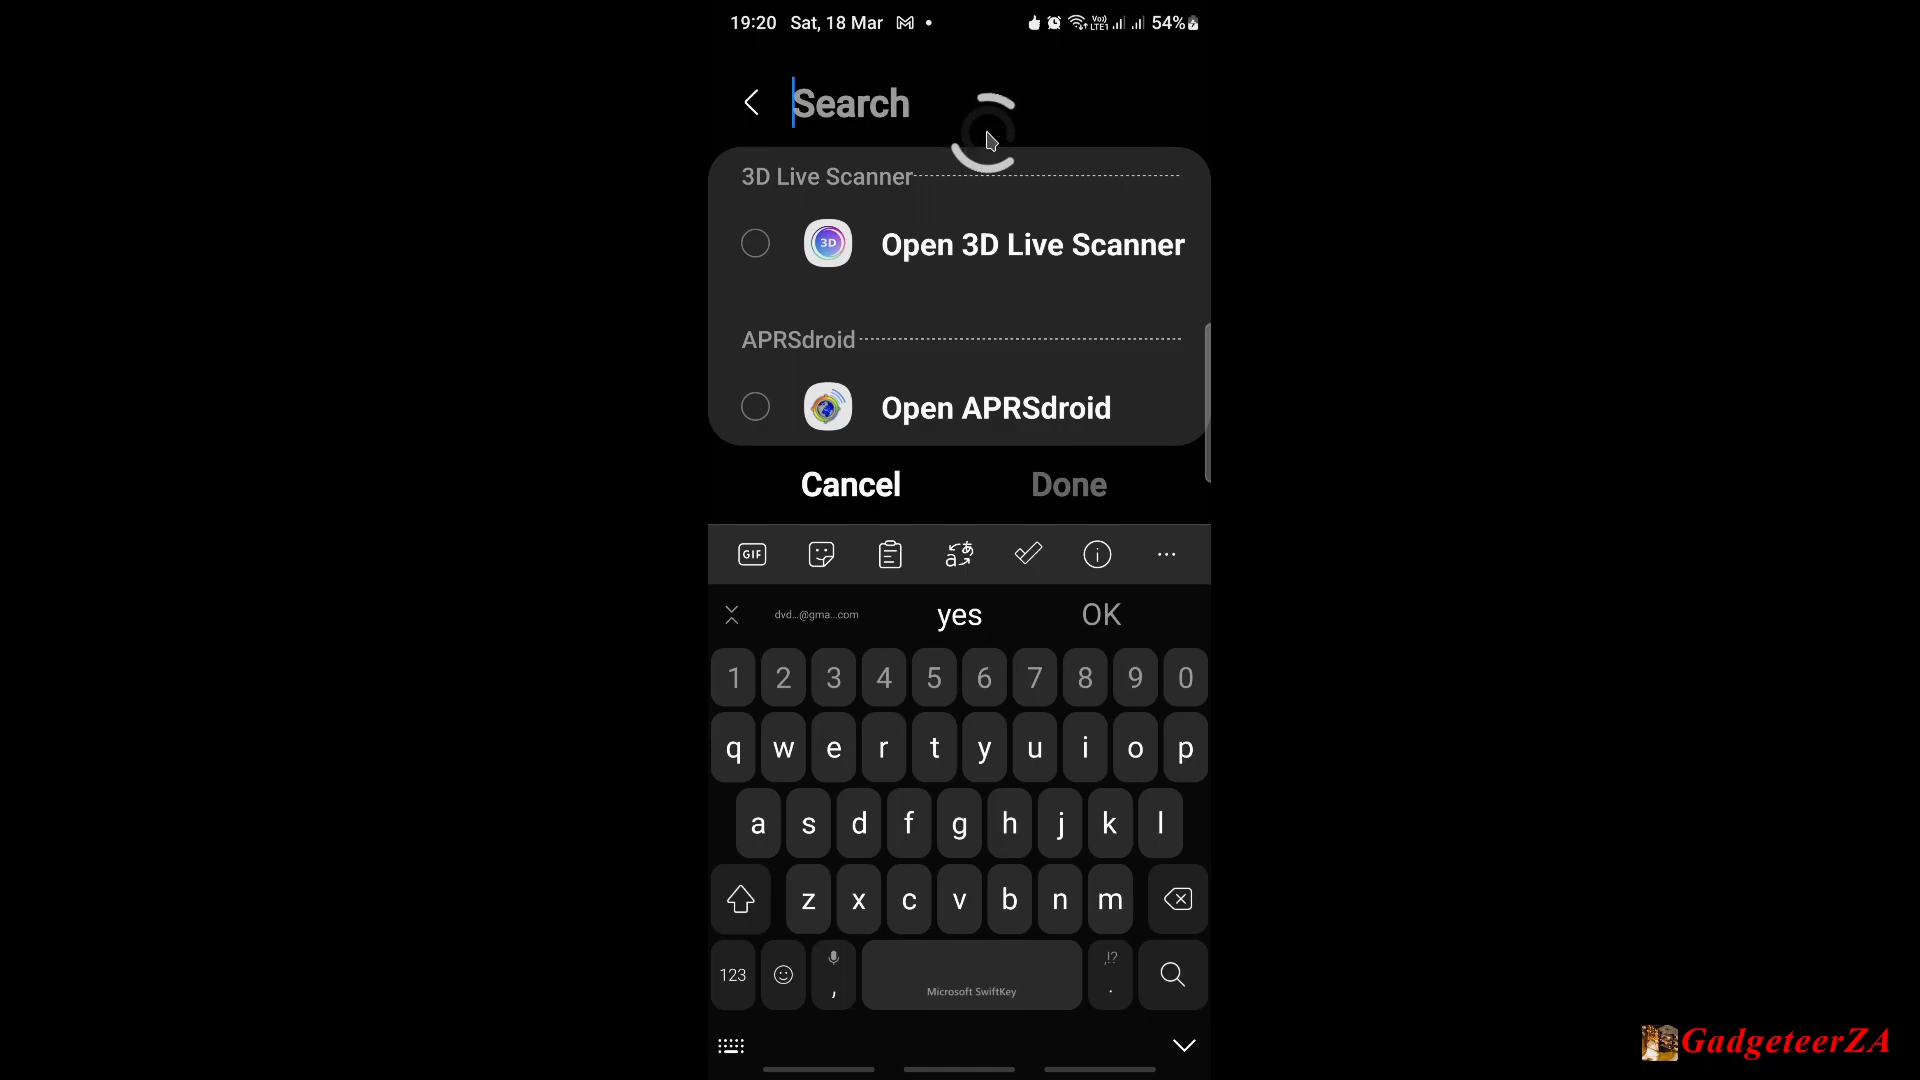 19:20 Sat, 18 Mar 54%
Vo)
LTE1
Search
3D Live Scanner
3D
Open 3D Live Scanner
APRSdroid
Open APRSdroid
Cancel Done
GIF
dvd...@gma...com yes OK
1 2 3 4 5 6 7 8 9 0
q w e r t y u i o p
a s d f g h j k l
z x c v b n m
123 , Microsoft SwiftKey ,!? .
GadgeteerZA